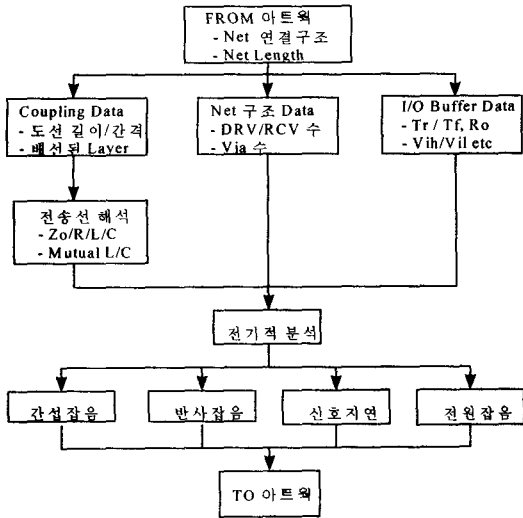 FROM 아트웍
- Net 연결구조
- Net Length
Coupling Data
- 도선 길이/간격
- 배선된 Layer
Net 구조 Data
- DRV/RCV 수
- Via 수
I/O Buffer Data
- Tr / Tf, Ro
- Vih/Vil etc
전송선 해석
- Zo/R/L/C
- Mutual L/C
전기적 분석
간섭잡음
반사잡음
신호지연
전원잡음
TO 아트웍